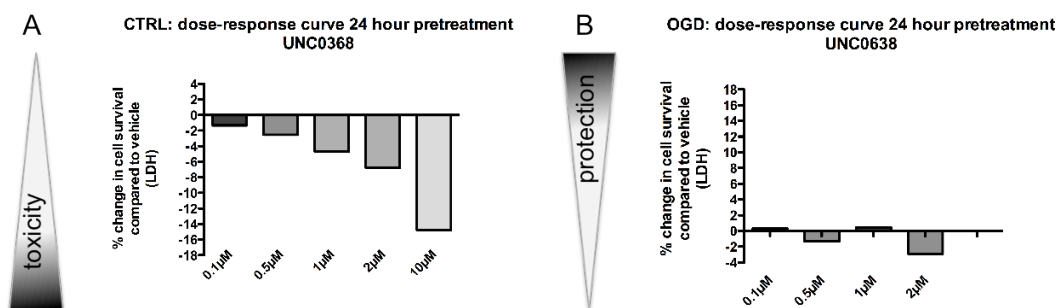 A
CTRL: dose-response curve 24 hour pretreatment
UNC0368
toxicity
% change in cell survival
compared to vehicle
(LDH)
4
2
0
-2
-4
-6
-8
-10
-12
-14
-16
-18
0.1µM
0.5µM
1µM
2µM
10µM
B
OGD: dose-response curve 24 hour pretreatment
UNC0638
protection
% change in cell survival
compared to vehicle
(LDH)
18
16
14
12
10
8
6
4
2
0
-2
-4
0.1µM
0.5µM
1µM
2µM